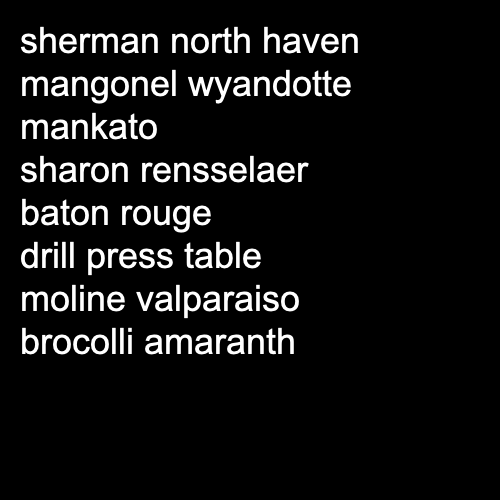 sherman north haven
mangonel wyandotte
mankato
sharon rensselaer
baton rouge
drill press table
moline valparaiso
brocolli amaranth